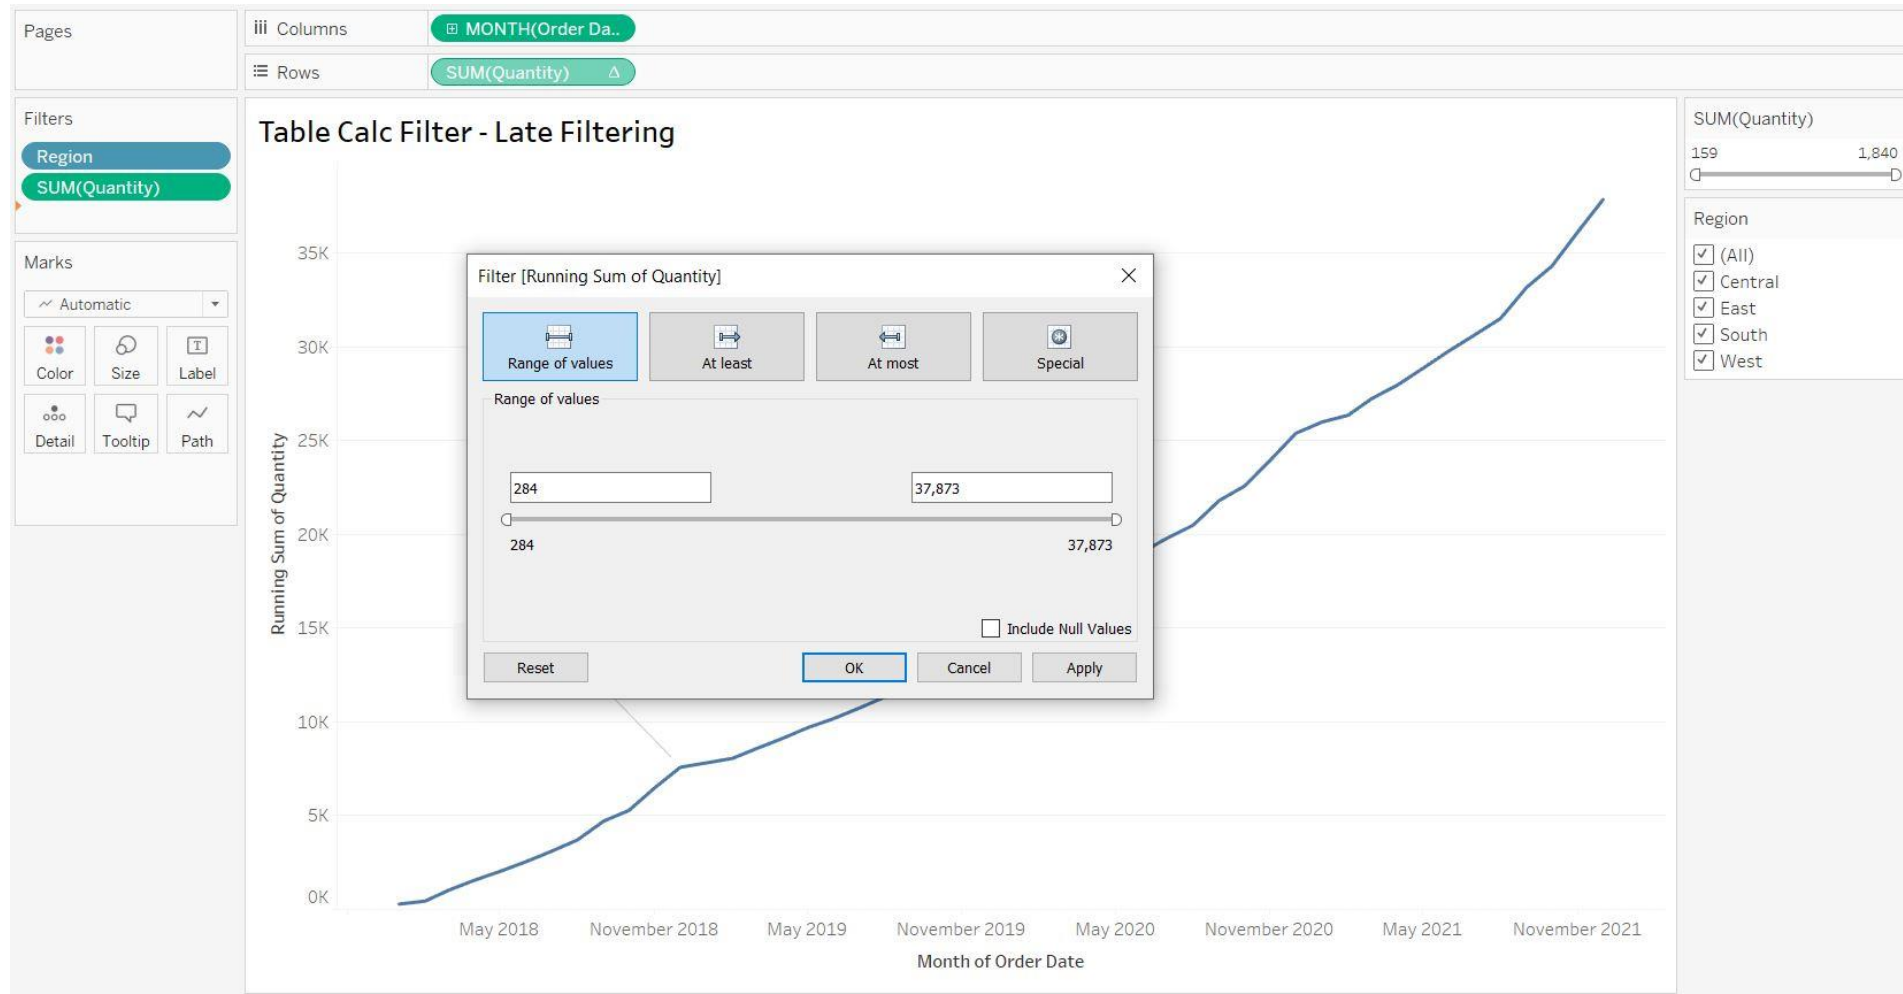 Pages
Columns
MONTH(Order Da..
Rows
SUM(Quantity) Δ
Filters
Region
SUM(Quantity)
Marks
Automatic
Color Size Label
Detail Tooltip Path
Table Calc Filter - Late Filtering
Running Sum of Quantity
35K
30K
25K
20K
15K
10K
5K
0K
May 2018 November 2018 May 2019 November 2019 May 2020 November 2020 May 2021 November 2021
Month of Order Date
Filter [Running Sum of Quantity]
Range of values At least At most Special
Range of values
284 37,873
284 37,873
Include Null Values
Reset OK Cancel Apply
SUM(Quantity)
159 1,840
Region
(All)
Central
East
South
West